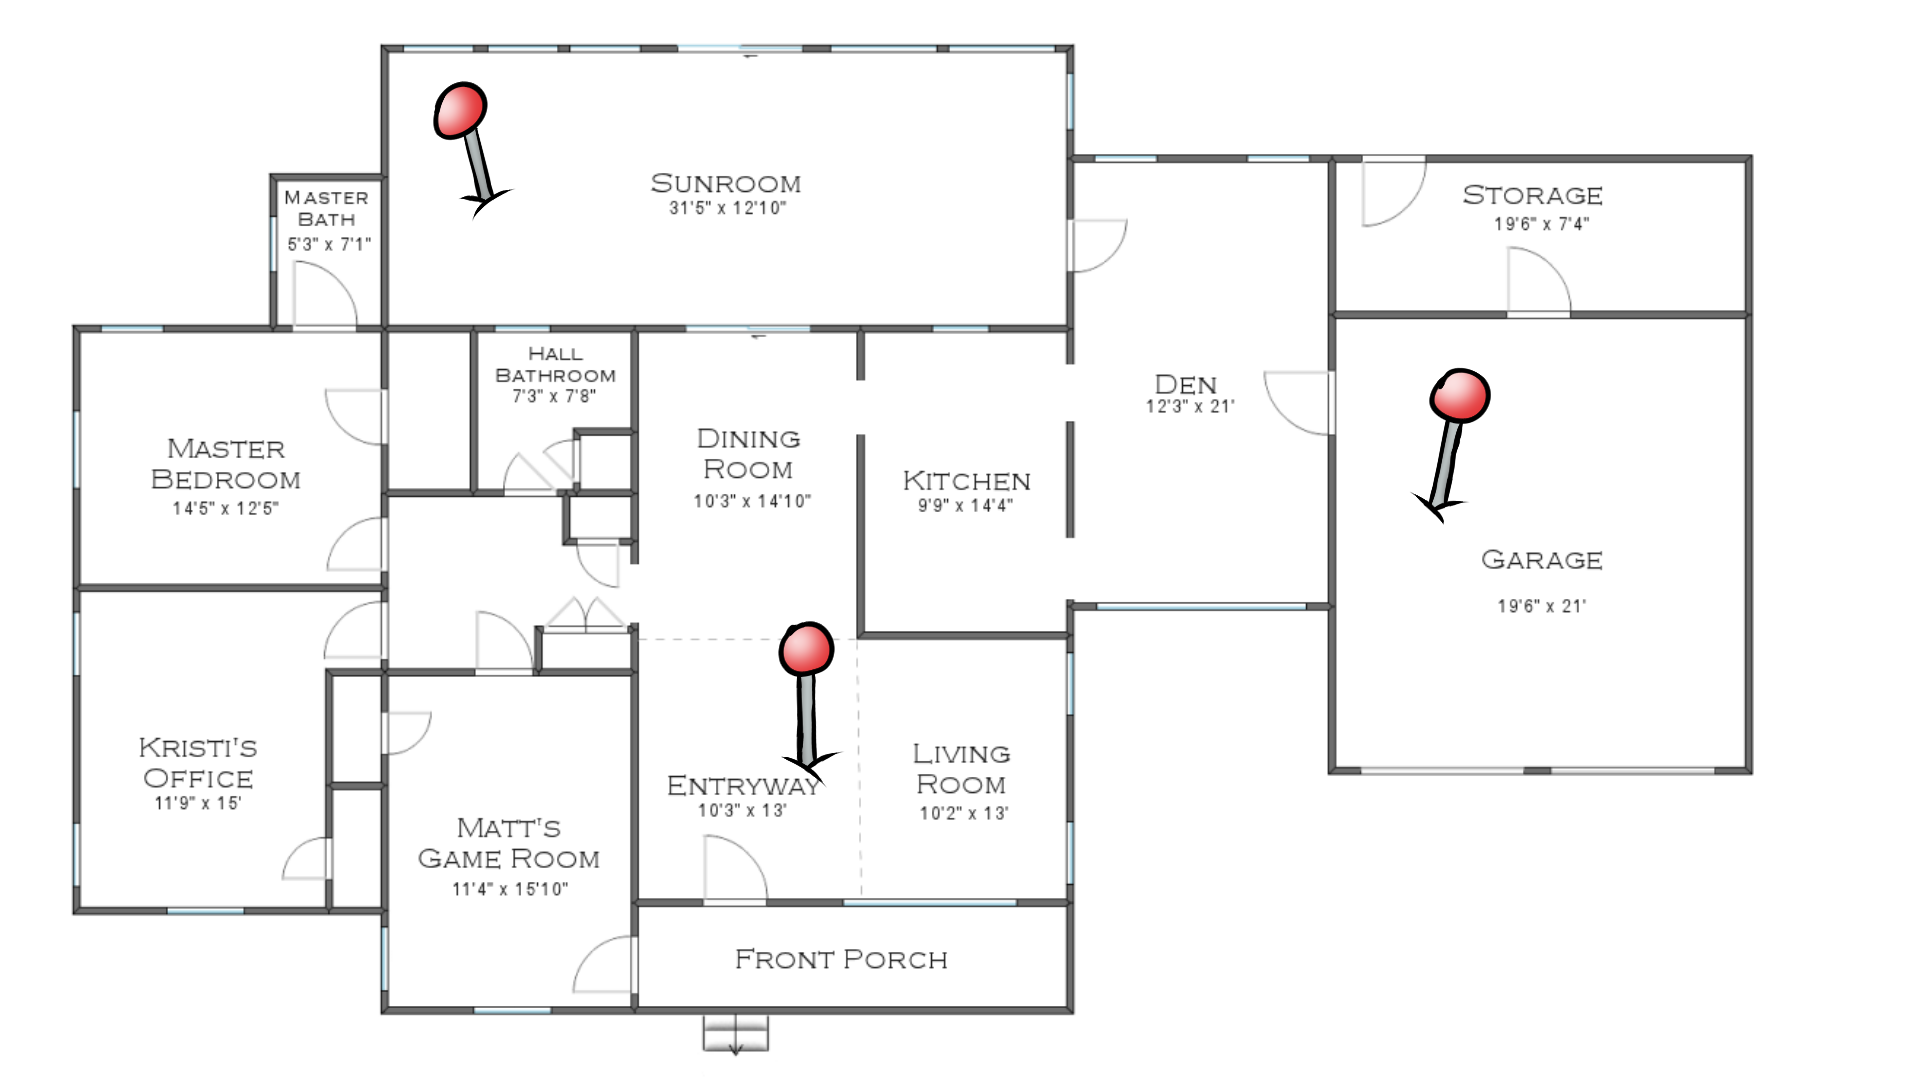 SUNROOM
31'5" x 12'10"
MASTER
BATH
5'3" x 7'1"
STORAGE
19'6" x 7'4"
HALL
BATHROOM
7'3" x 7'8"
DEN
12'3" x 21'
MASTER
BEDROOM
14'5" x 12'5"
DINING
ROOM
10'3" x 14'10"
KITCHEN
9'9" x 14'4"
GARAGE
19'6" x 21'
KRISTI'S
OFFICE
11'9" x 15'
ENTRYWAY
10'3" x 13'
LIVING
ROOM
10'2" x 13'
MATT'S
GAME ROOM
11'4" x 15'10"
FRONT PORCH